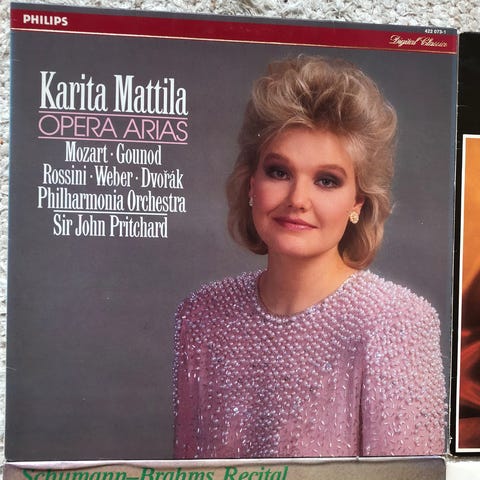 PHILIPS
422 073-1
Digital Classics
Karita Mattila
OPERA ARIAS
Mozart · Gounod
Rossini · Weber · Dvořák
Philharmonia Orchestra
Sir John Pritchard
Schumann–Brahms Recital